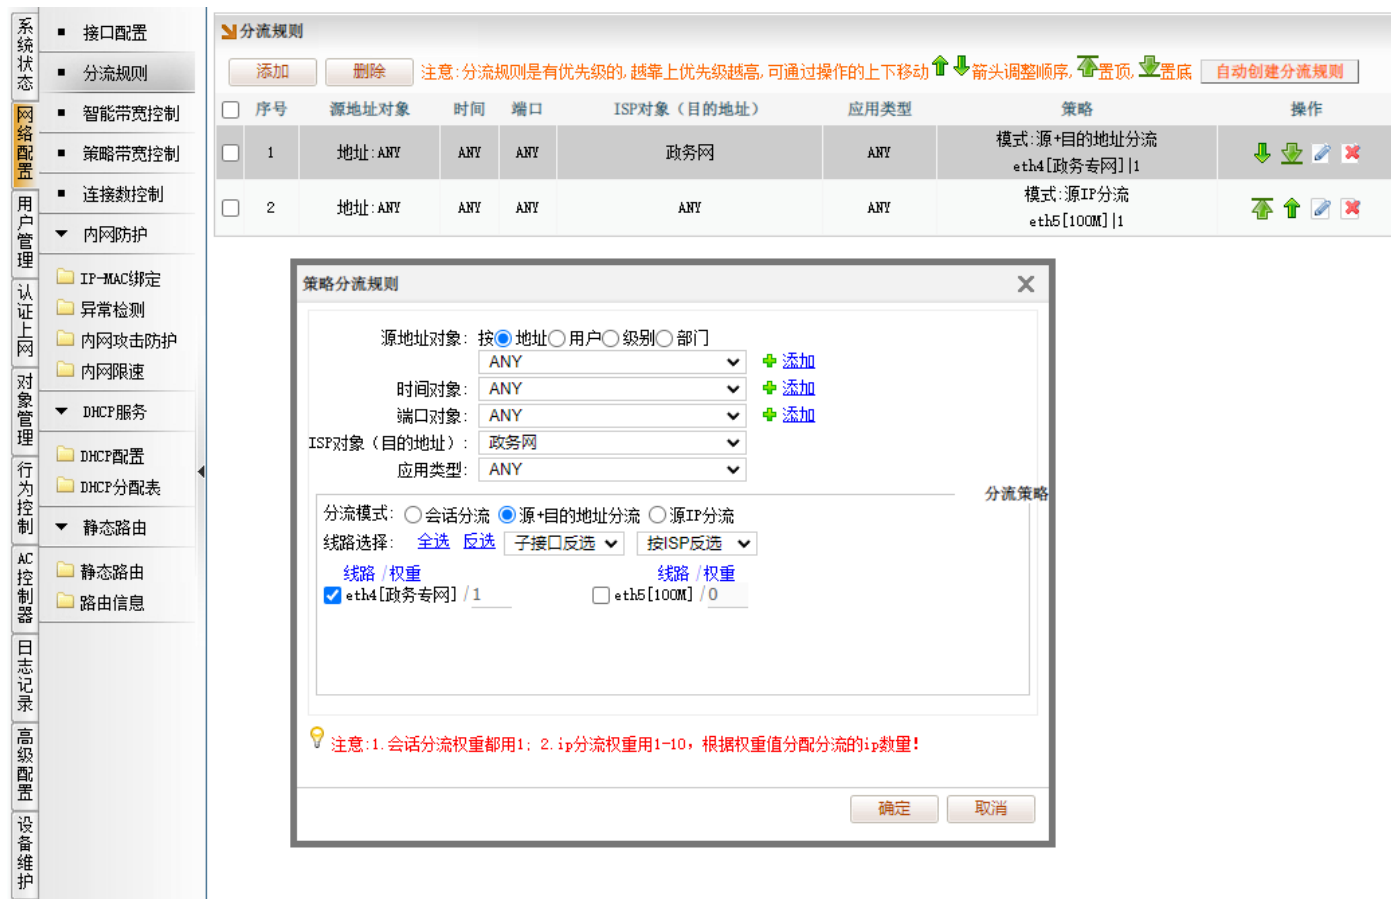 系统状态
网络配置
用户管理
认证上网
对象管理
行为控制
AC控制器
日志记录
高级配置
设备维护
接口配置
分流规则
智能带宽控制
策略带宽控制
连接数控制
内网防护
IP-MAC绑定
异常检测
内网攻击防护
内网限速
DHCP服务
DHCP配置
DHCP分配表
静态路由
静态路由
路由信息
分流规则
添加 删除 注意:分流规则是有优先级的,越靠上优先级越高,可通过操作的上下移动 箭头调整顺序, 置顶, 置底 自动创建分流规则
序号 源地址对象 时间 端口 ISP对象（目的地址） 应用类型 策略 操作
1 地址:ANY ANY ANY 政务网 ANY 模式:源+目的地址分流
eth4[政务专网]|1
2 地址:ANY ANY ANY ANY ANY 模式:源IP分流
eth5[100M]|1
策略分流规则
源地址对象: 按 地址 用户 级别 部门
ANY 添加
时间对象: ANY 添加
端口对象: ANY 添加
ISP对象（目的地址）: 政务网
应用类型: ANY
分流策略
分流模式: 会话分流 源+目的地址分流 源IP分流
线路选择: 全选 反选 子接口反选 按ISP反选
线路 /权重 线路 /权重
eth4[政务专网] /1 eth5[100M] /0
注意:1.会话分流权重都用1; 2.ip分流权重用1-10，根据权重值分配分流的ip数量!
确定 取消